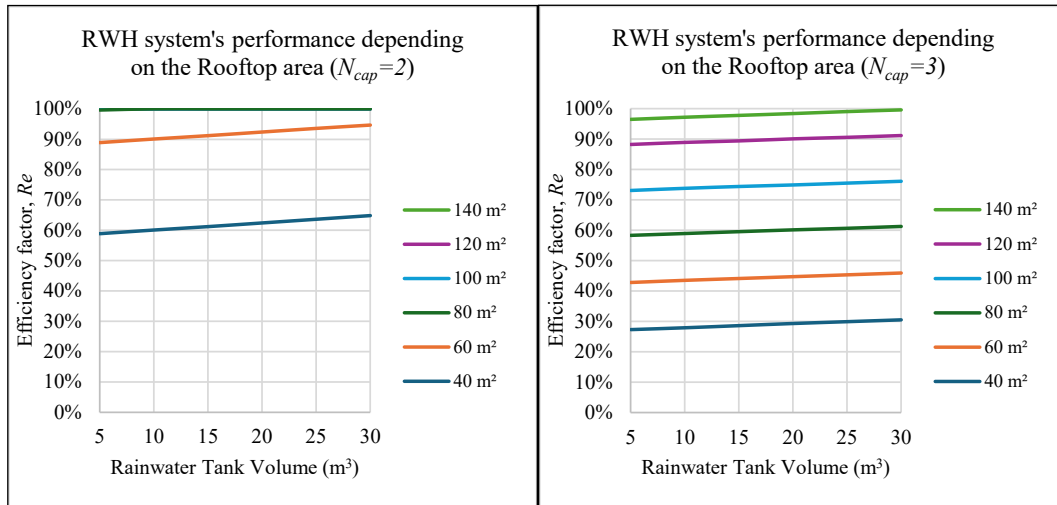 RWH system's performance depending
on the Rooftop area (N_cap=2)
Efficiency factor, Re
100%
90%
80%
70%
60%
50%
40%
30%
20%
10%
0%
5 10 15 20 25 30
Rainwater Tank Volume (m³)
140 m²
120 m²
100 m²
80 m²
60 m²
40 m²
RWH system's performance depending
on the Rooftop area (N_cap=3)
Efficiency factor, Re
100%
90%
80%
70%
60%
50%
40%
30%
20%
10%
0%
5 10 15 20 25 30
Rainwater Tank Volume (m³)
140 m²
120 m²
100 m²
80 m²
60 m²
40 m²